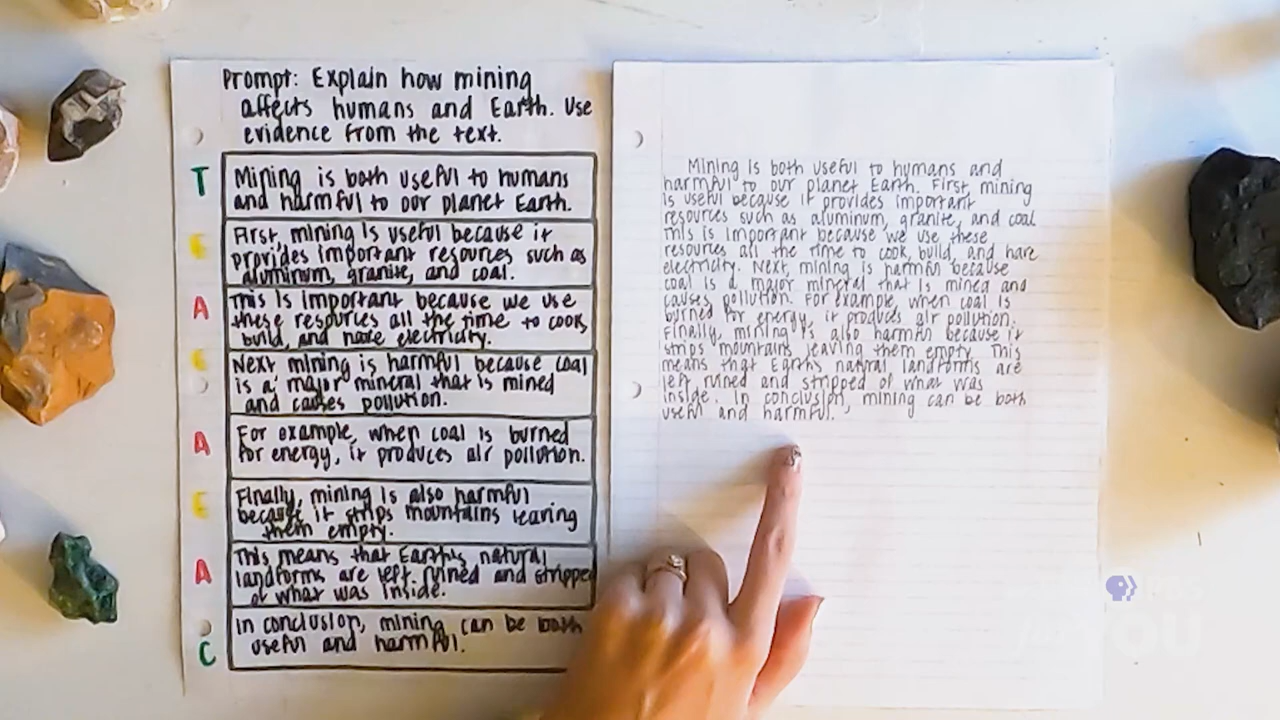 Prompt: Explain how mining
affects humans and Earth. Use
evidence from the text.
T
Mining is both useful to humans
and harmful to our planet Earth.
E
First, mining is useful because it
provides important resources such as
aluminum, granite, and coal.
A
This is important because we use
these resources all the time to cook,
build, and have electricity.
E
Next mining is harmful because coal
is a major mineral that is mined
and causes pollution.
A
For example, when coal is burned
for energy, it produces air pollution.
E
Finally, mining is also harmful
because it strips mountains leaving
them empty.
A
This means that Earth's natural
landforms are left ruined and stripped
of what was inside.
C
In conclusion, mining can be both
useful and harmful.
Mining is both useful to humans and
harmful to our planet Earth. First, mining
is useful because it provides important
resources such as aluminum, granite, and coal
This is important because we use these
resources all the time to cook, build, and have
electricity. Next, mining is harmful because
coal is a major mineral that is mined and
causes pollution. For example, when coal is
burned for energy, it produces air pollution.
Finally, mining is also harmful because it
strips mountains leaving them empty. This
means that Earth's natural landforms are
left ruined and stripped of what was
inside. In conclusion, mining can be both
useful and harmful.
PBS
YOU